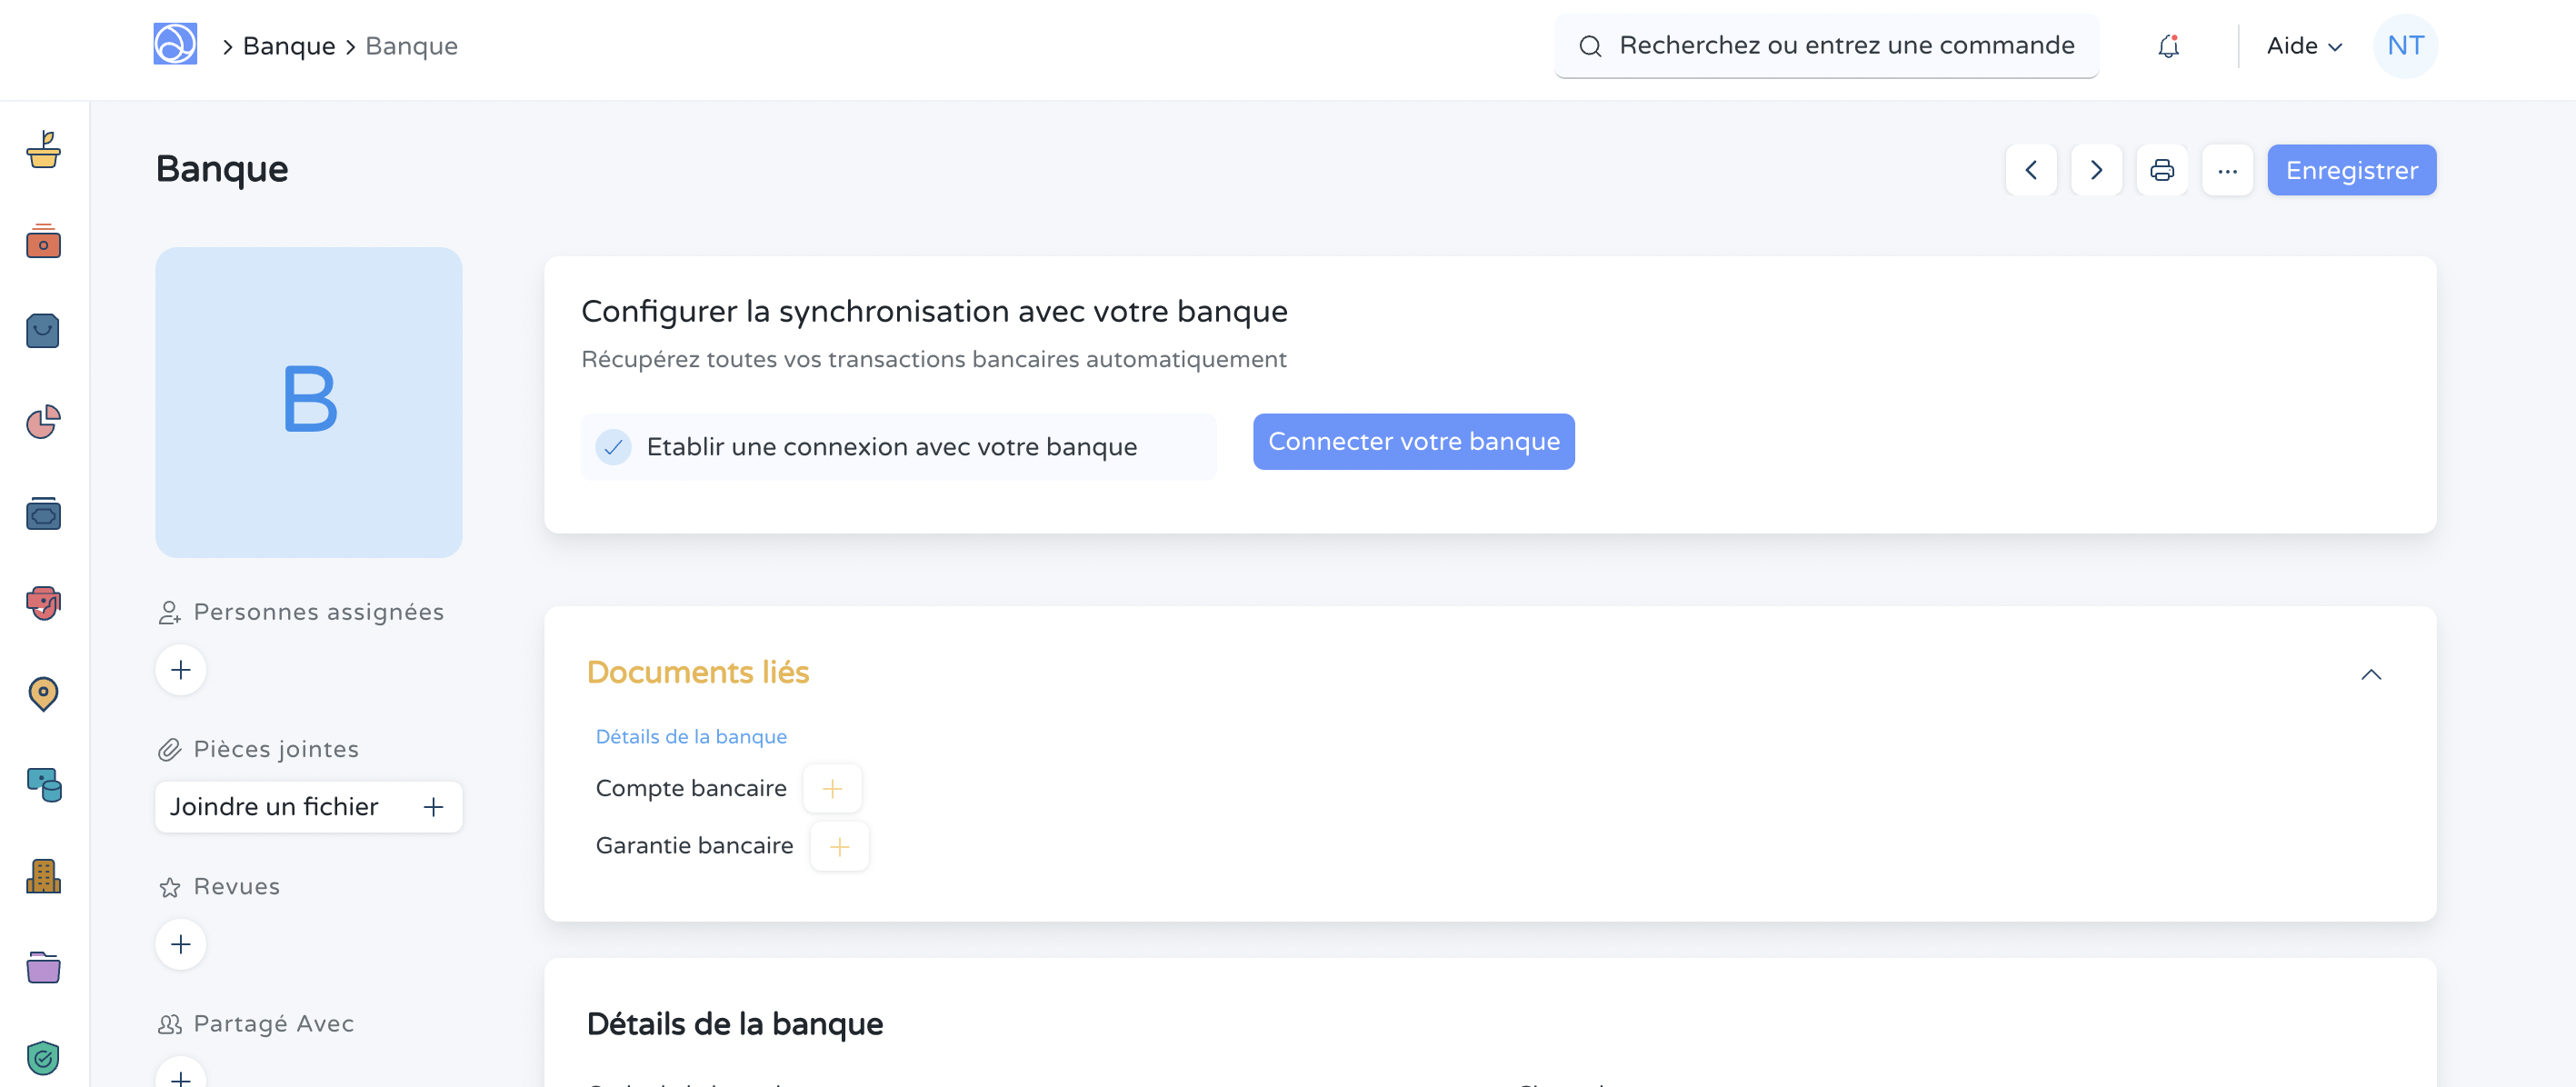 Banque
Banque
Recherchez ou entrez une commande
Aide
NT
Banque
Enregistrer
B
Configurer la synchronisation avec votre banque
Récupérez toutes vos transactions bancaires automatiquement
Etablir une connexion avec votre banque
Connecter votre banque
Personnes assignées
Pièces jointes
Joindre un fichier
Revues
Partagé Avec
Documents liés
Détails de la banque
Compte bancaire
Garantie bancaire
Détails de la banque